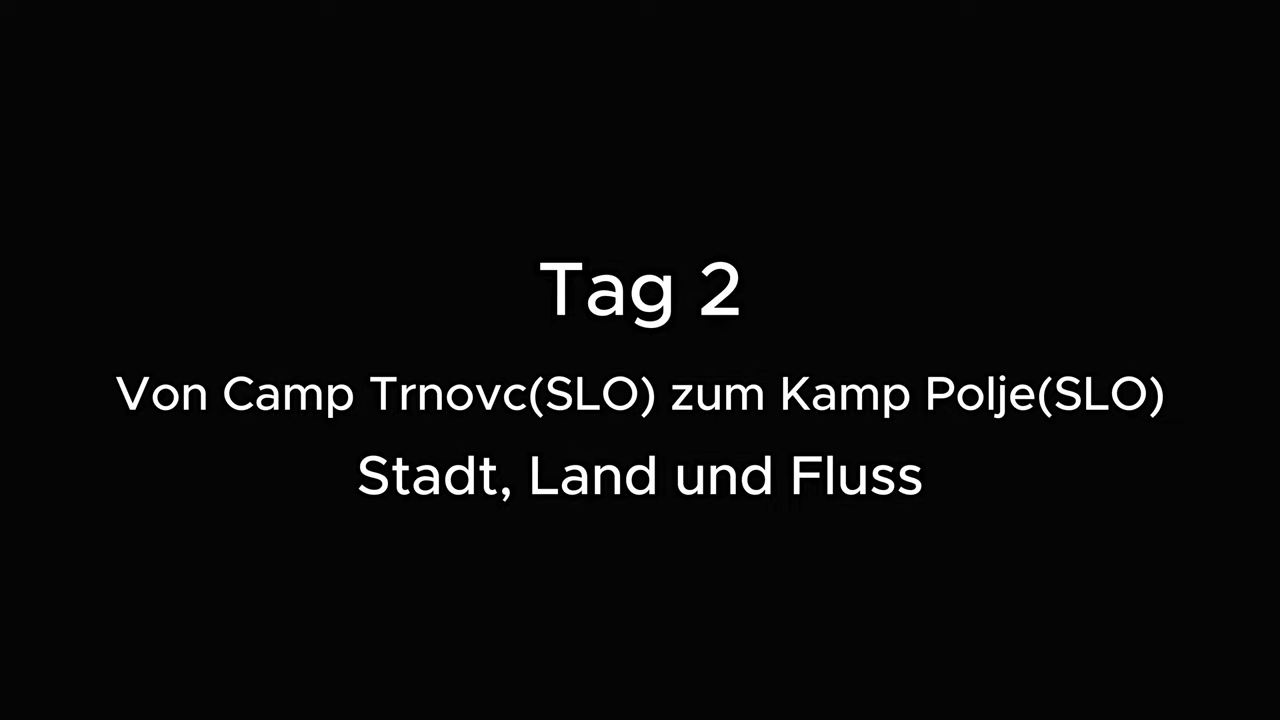 Tag 2
Von Camp Trnovc(SLO) zum Kamp Polje(SLO)
Stadt, Land und Fluss